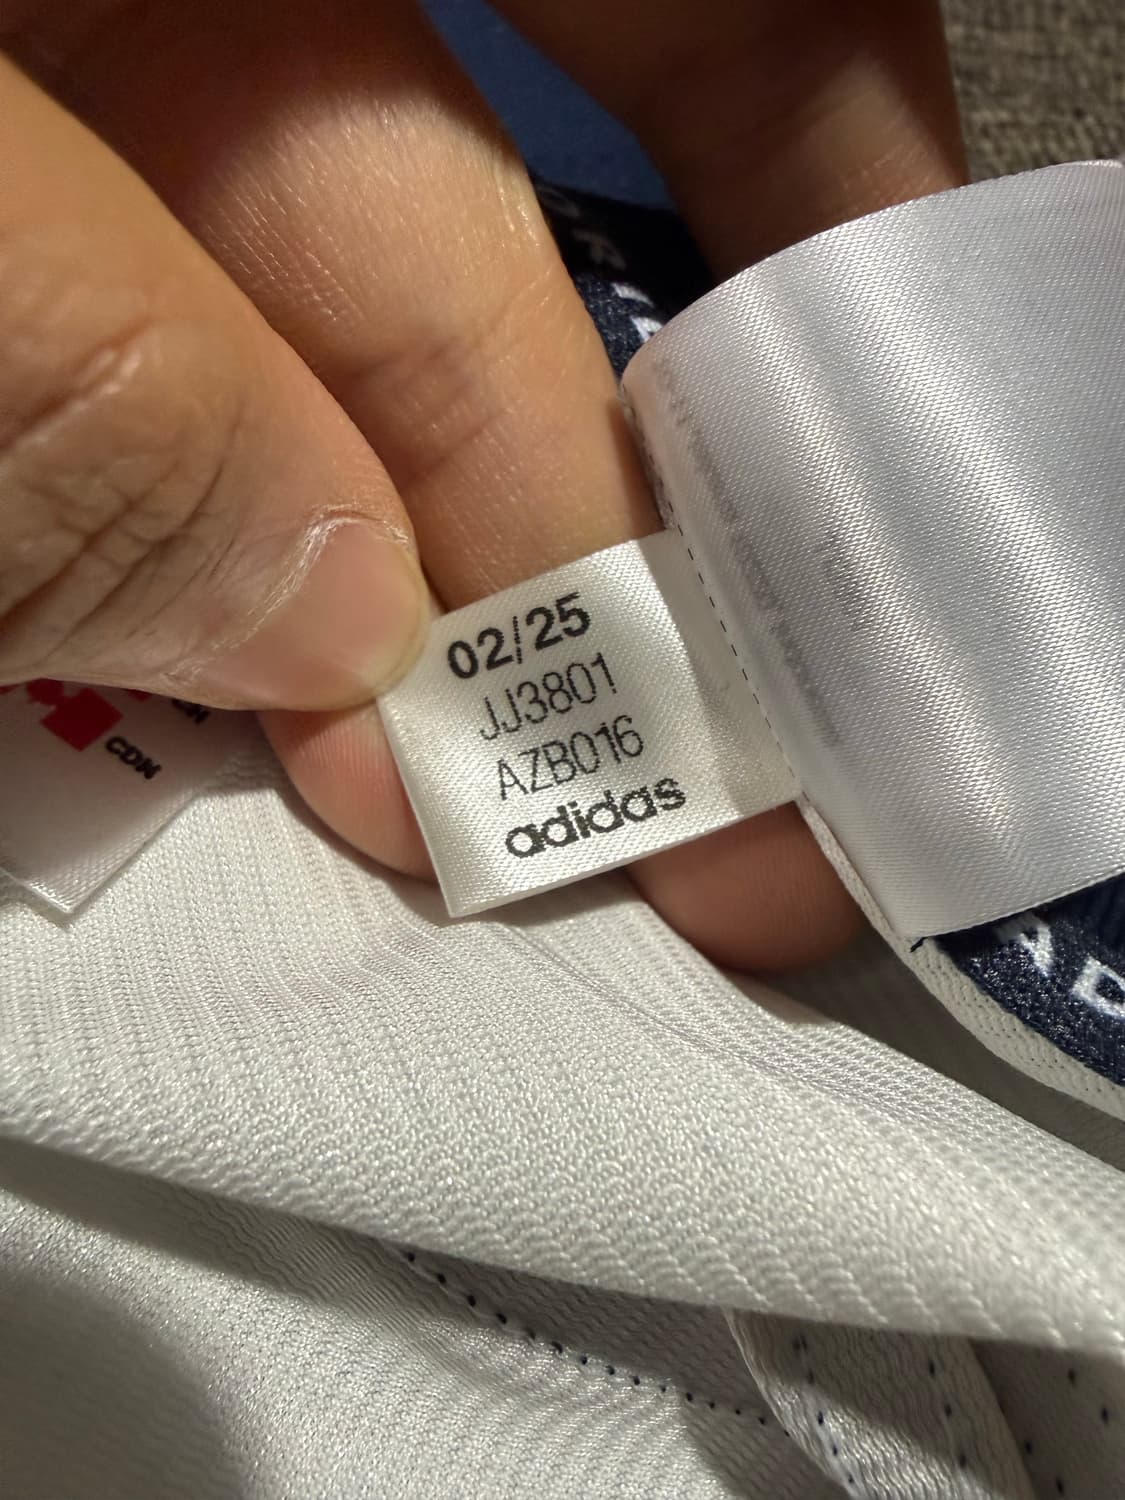 02/25
JJ3801
AZB016
adidas
CDN